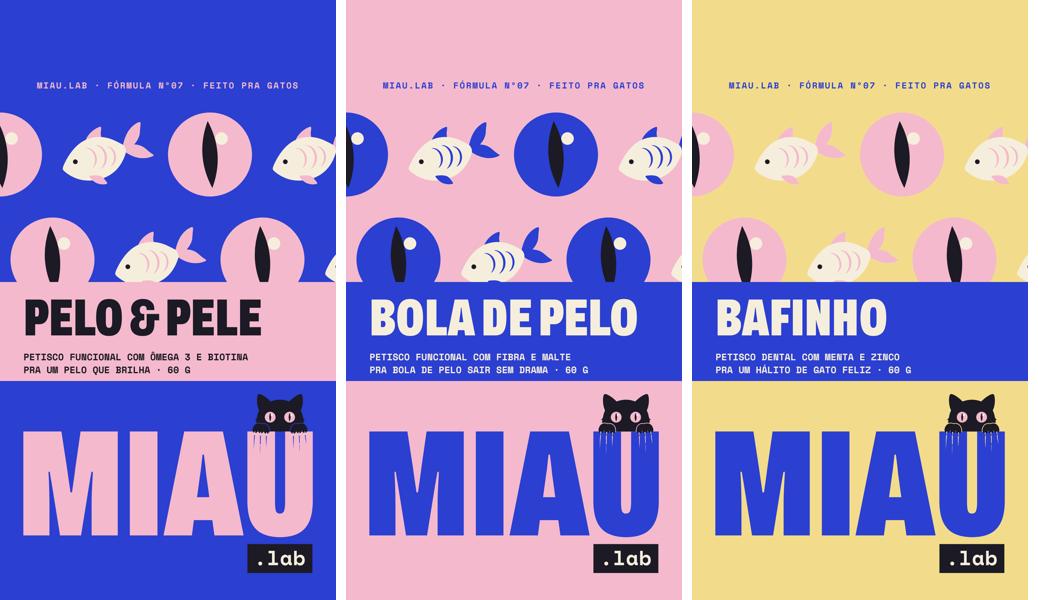 MIAU.LAB · FÓRMULA Nº07 · FEITO PRA GATOS
PELO & PELE
PETISCO FUNCIONAL COM ÔMEGA 3 E BIOTINA
PRA UM PELO QUE BRILHA · 60 G
MIAU
.lab
MIAU.LAB · FÓRMULA Nº07 · FEITO PRA GATOS
BOLA DE PELO
PETISCO FUNCIONAL COM FIBRA E MALTE
PRA BOLA DE PELO SAIR SEM DRAMA · 60 G
MIAU
.lab
MIAU.LAB · FÓRMULA Nº07 · FEITO PRA GATOS
BAFINHO
PETISCO DENTAL COM MENTA E ZINCO
PRA UM HÁLITO DE GATO FELIZ · 60 G
MIAU
.lab